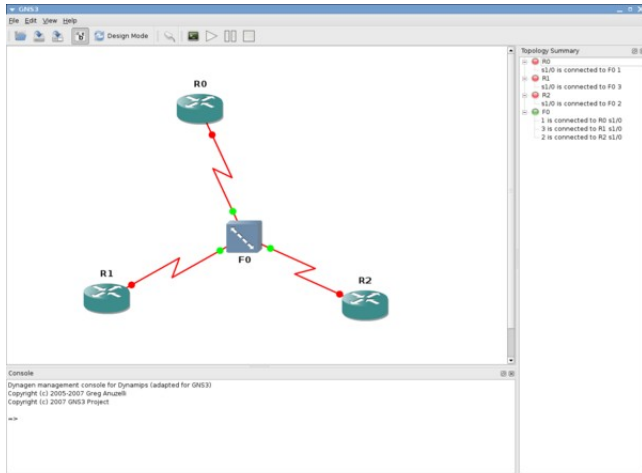 GNS3
File Edit View Help
Design Mode
R0
F0
R1
R2
Topology Summary
R0
s1/0 is connected to F0 1
R1
s1/0 is connected to F0 3
R2
s1/0 is connected to F0 2
F0
1 is connected to R0 s1/0
3 is connected to R1 s1/0
2 is connected to R2 s1/0
Console
Dynagen management console for Dynamips (adapted for GNS3)
Copyright (c) 2005-2007 Greg Anuzelli
Copyright (c) 2007 GNS3 Project
=>